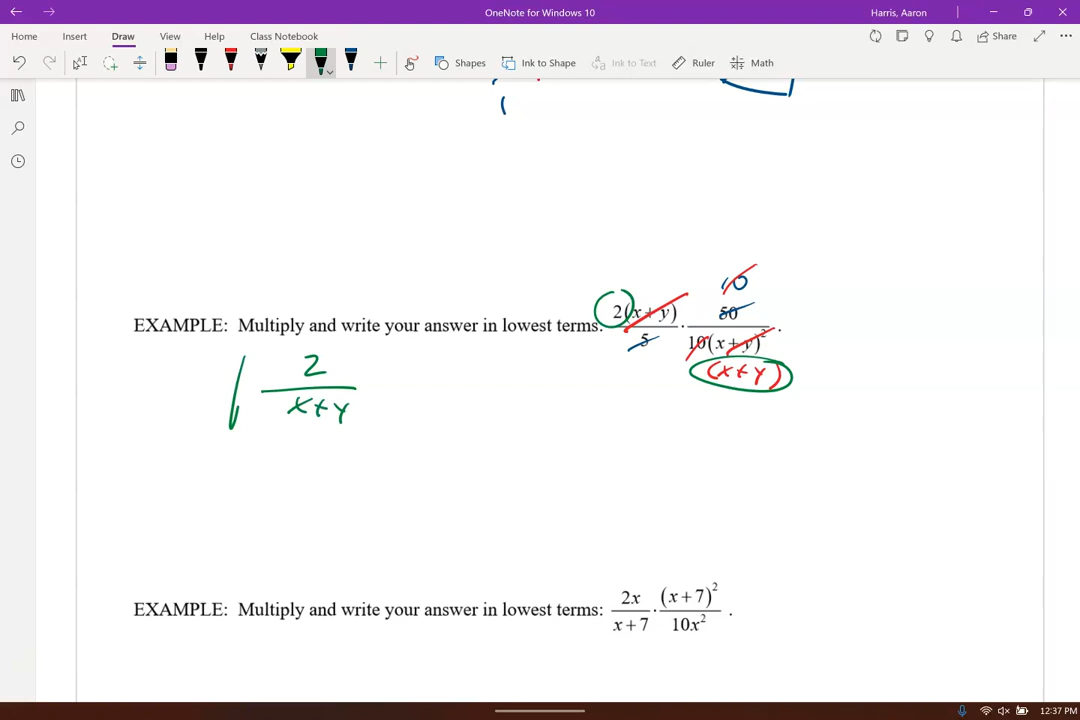 OneNote for Windows 10
Harris, Aaron
Home Insert Draw View Help Class Notebook
Share
Shapes Ink to Shape Ink to Text Ruler Math
10
EXAMPLE: Multiply and write your answer in lowest terms: 2(x+y)/5 · 50/10(x+y)² .
(x+y)
2
x+y
EXAMPLE: Multiply and write your answer in lowest terms: 2x/x+7 · (x+7)²/10x² .
12:37 PM